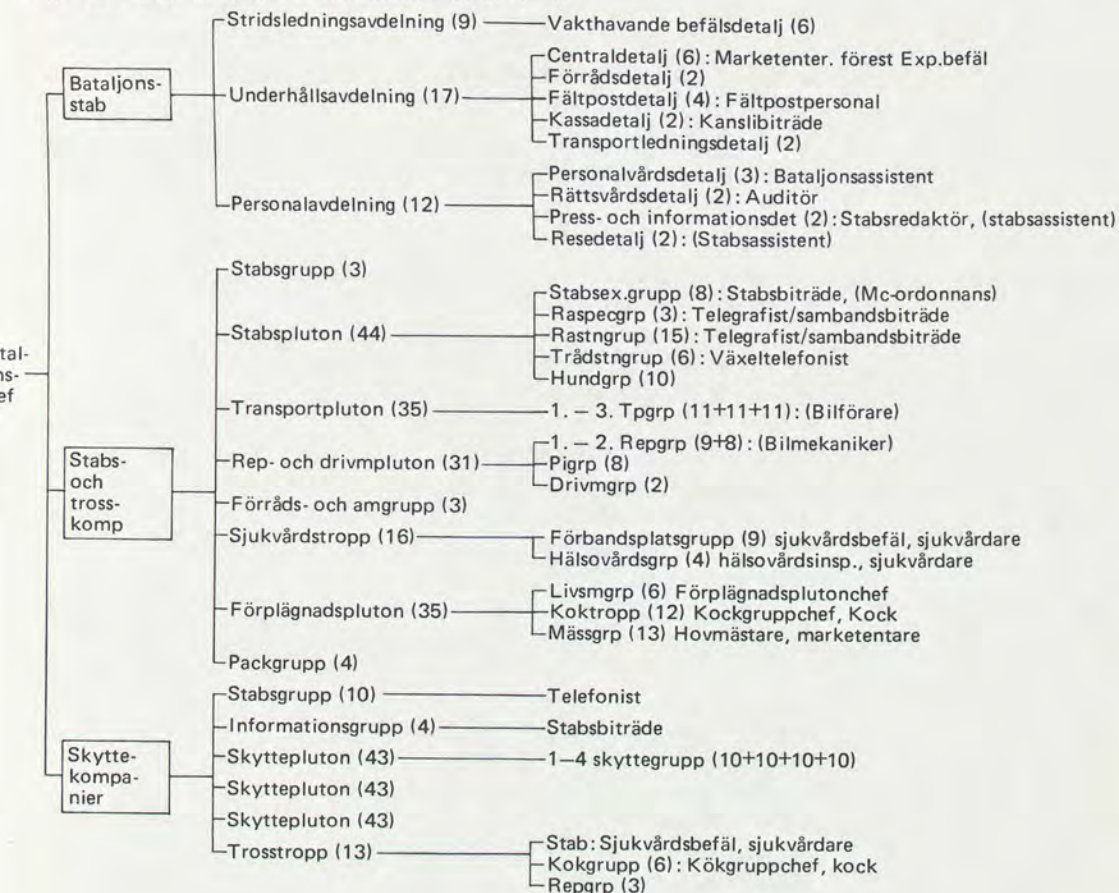 Stridsledningsavdelning (9)
Vakthavande befälsdetalj (6)
Bataljons-
stab
Underhållsavdelning (17)
Centraldetalj (6): Marketenter. förest Exp.befäl
Förrådsdetalj (2)
Fältpostdetalj (4): Fältpostpersonal
Kassadetalj (2): Kanslibiträde
Transportledningsdetalj (2)
Personalavdelning (12)
Personalvårdsdetalj (3): Bataljonsassistent
Rättsvårdsdetalj (2): Auditör
Press- och informationsdet (2): Stabsredaktör, (stabsassistent)
Resedetalj (2): (Stabsassistent)
tal-
ns-
ef
Stabs-
och
tross-
komp
Stabsgrupp (3)
Stabspluton (44)
Stabsex.grupp (8): Stabsbiträde, (Mc-ordonnans)
Raspecgrp (3): Telegrafist/sambandsbiträde
Rastngrup (15): Telegrafist/sambandsbiträde
Trådstngrup (6): Växeltelefonist
Hundgrp (10)
Transportpluton (35)
1. – 3. Tpgrp (11+11+11): (Bilförare)
Rep- och drivmpluton (31)
1. – 2. Repgrp (9+8): (Bilmekaniker)
Pigrp (8)
Drivmgrp (2)
Förråds- och amgrupp (3)
Sjukvårdstropp (16)
Förbandsplatsgrupp (9) sjukvårdsbefäl, sjukvårdare
Hälsovårdsgrp (4) hälsovårdsinsp., sjukvårdare
Förplägnadspluton (35)
Livsmgrp (6) Förplägnadsplutonchef
Koktropp (12) Kockgruppchef, Kock
Mässgrp (13) Hovmästare, marketentare
Packgrupp (4)
Skytte-
kompa-
nier
Stabsgrupp (10)
Telefonist
Informationsgrupp (4)
Stabsbiträde
Skyttepluton (43)
1–4 skyttegrupp (10+10+10+10)
Skyttepluton (43)
Skyttepluton (43)
Trosstropp (13)
Stab: Sjukvårdsbefäl, sjukvårdare
Kokgrupp (6): Kökgruppchef, kock
Repgrp (3)